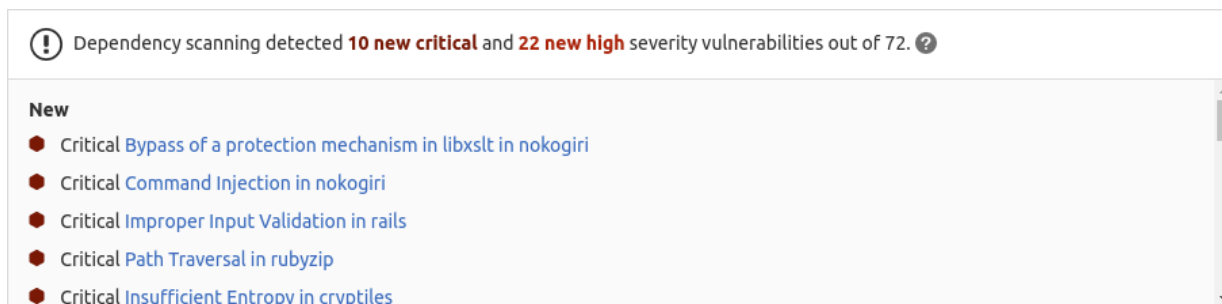 Dependency scanning detected 10 new critical and 22 new high severity vulnerabilities out of 72.
New
Critical Bypass of a protection mechanism in libxslt in nokogiri
Critical Command Injection in nokogiri
Critical Improper Input Validation in rails
Critical Path Traversal in rubyzip
Critical Insufficient Entropy in cryptiles